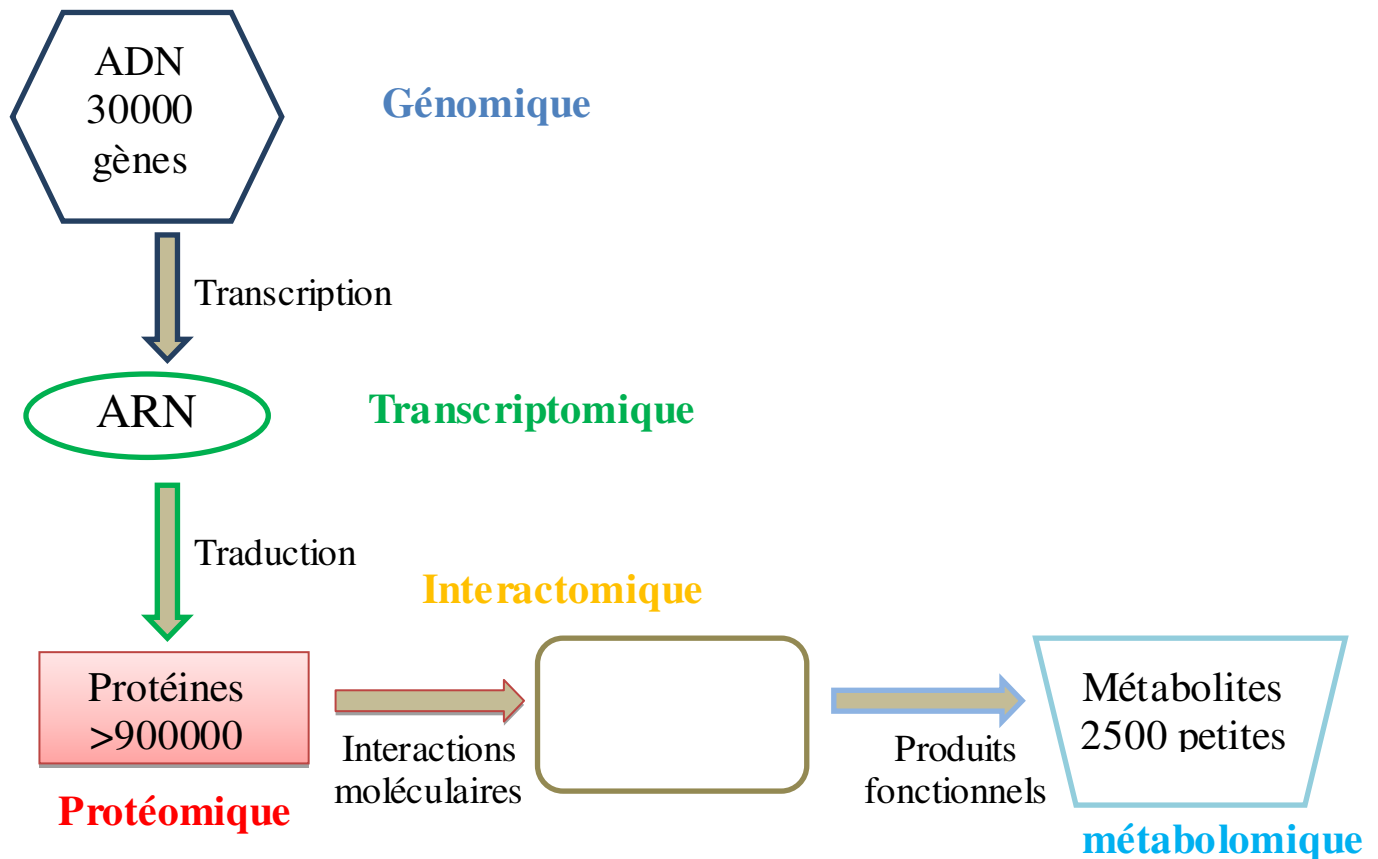 ADN
30000
gènes
Génomique
Transcription
ARN
Transcriptomique
Traduction
Interactomique
Protéines
>900000
Interactions
moléculaires
Produits
fonctionnels
Métabolites
2500 petites
Protéomique
métabolomique